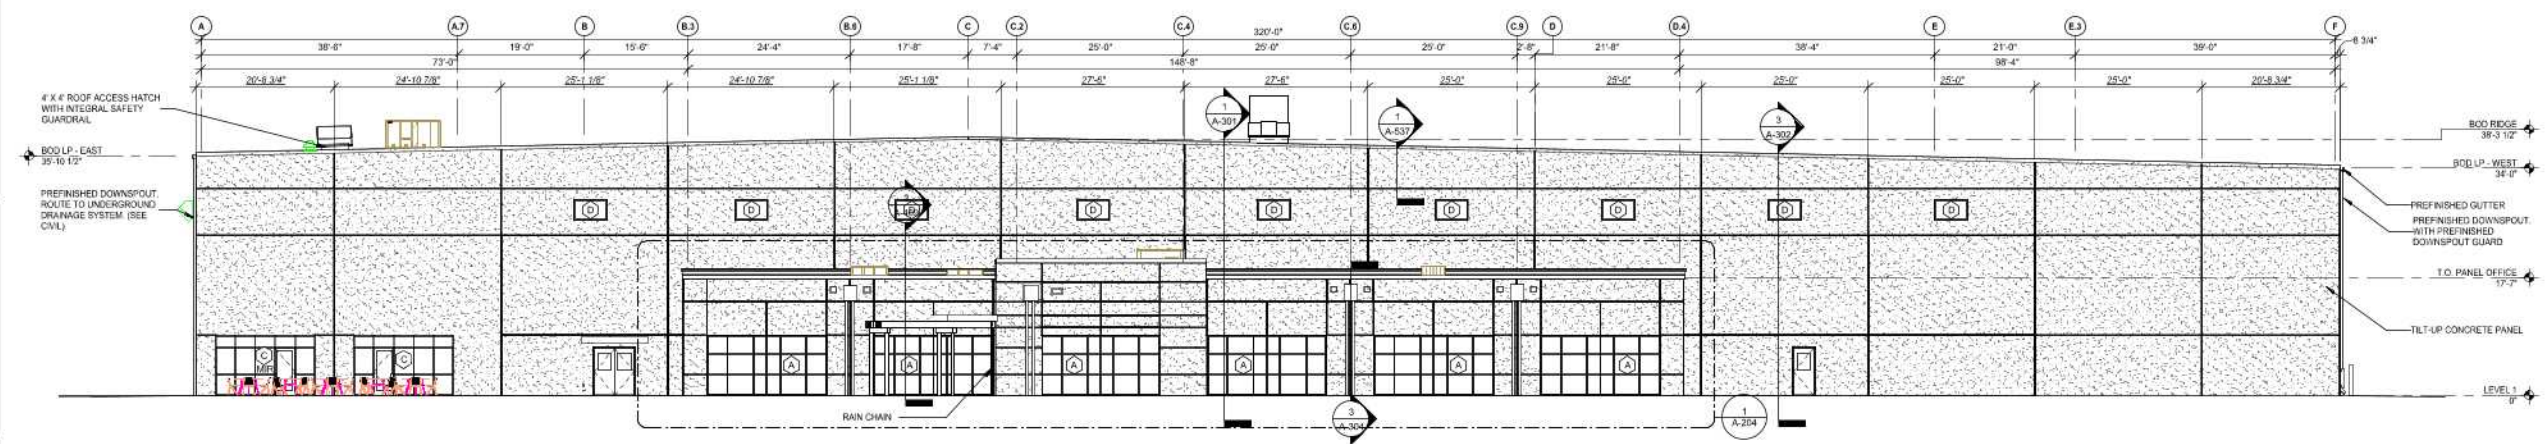 A A.7 B B.3 B.6 C C.2 C.4 C.6 C.9 D D.4 E E.3 F
320'-0"
38'-6" 19'-0" 15'-6" 24'-4" 17'-8" 7'-4" 25'-0" 25'-0" 25'-0" 2'-8" 21'-8" 38'-4" 21'-0" 39'-0" 6 3/4"
73'-0" 148'-8" 98'-4"
20'-8 3/4" 24'-10 7/8" 25'-1 1/8" 24'-10 7/8" 25'-1 1/8" 27'-6" 27'-6" 25'-0" 25'-0" 25'-0" 25'-0" 25'-0" 20'-8 3/4"
4' X 4' ROOF ACCESS HATCH
WITH INTEGRAL SAFETY
GUARDRAIL
1
A-301
1
A-537
3
A-302
BOD RIDGE
38'-3 1/2"
BOD LP - EAST
35'-10 1/2"
BOD LP - WEST
34'-0"
PREFINISHED DOWNSPOUT.
ROUTE TO UNDERGROUND
DRAINAGE SYSTEM. (SEE
CIVIL)
D D D D D D D D D
PREFINISHED GUTTER
PREFINISHED DOWNSPOUT.
WITH PREFINISHED
DOWNSPOUT GUARD
T.O. PANEL OFFICE
17'-7"
TILT-UP CONCRETE PANEL
C C
MIR
A A A A A A
LEVEL 1
0"
RAIN CHAIN
3
A-304
1
A-204